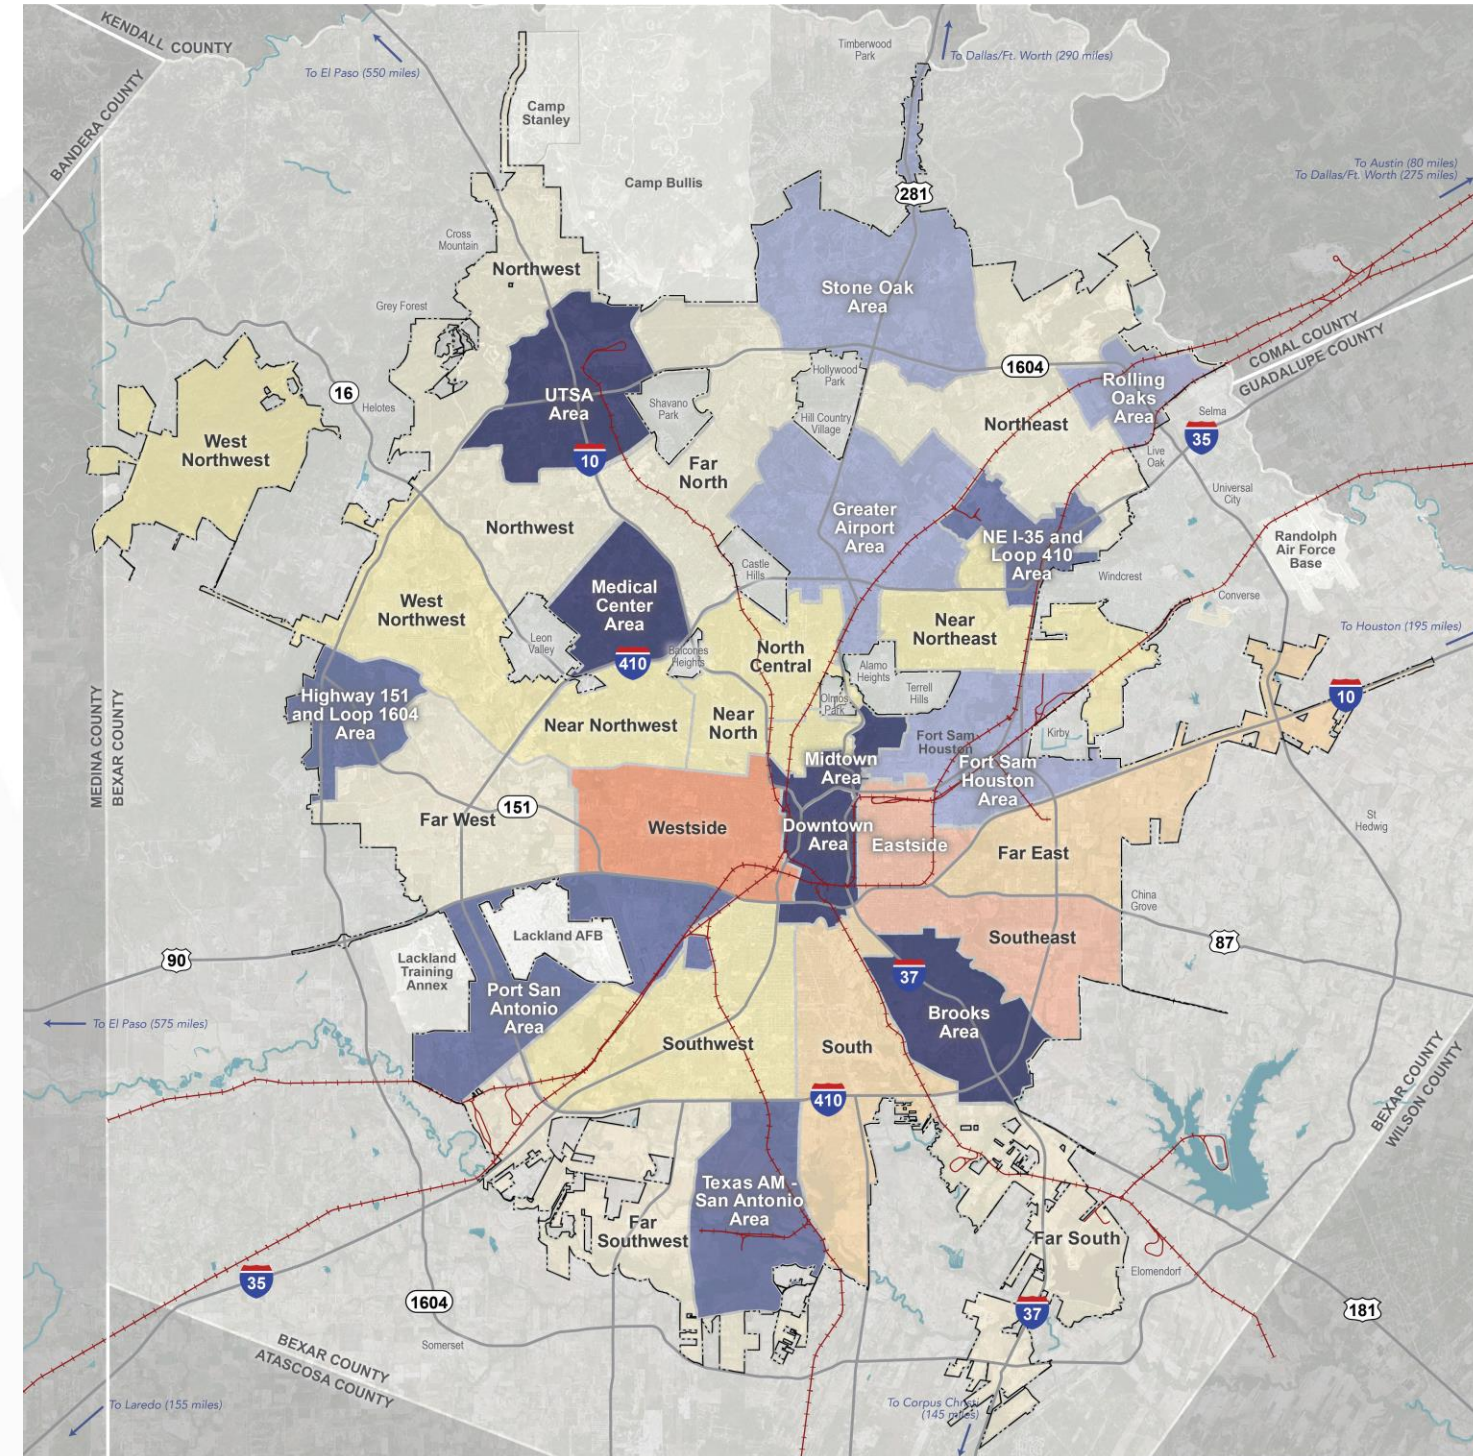 KENDALL COUNTY
BANDERA COUNTY
To El Paso (550 miles)
Timberwood
Park
To Dallas/Ft. Worth (290 miles)
Camp
Stanley
Camp Bullis
To Austin (80 miles)
To Dallas/Ft. Worth (275 miles)
281
Cross
Mountain
Northwest
Grey Forest
Stone Oak
Area
COMAL COUNTY
GUADALUPE COUNTY
1604
Hollywood
Park
Rolling
Oaks
Area
16
Helotes
UTSA
Area
Shavano
Park
Hill Country
Village
Northeast
Selma
35
West
Northwest
10
Far
North
Live
Oak
Universal
City
Northwest
Greater
Airport
Area
NE I-35 and
Loop 410
Area
Randolph
Air Force
Base
Castle
Hills
Windcrest
Converse
West
Northwest
Medical
Center
Area
Leon
Valley
410
Balcones
Heights
North
Central
Near
Northeast
To Houston (195 miles)
Alamo
Heights
Terrell
Hills
Olmos
Park
10
MEDINA COUNTY
BEXAR COUNTY
Highway 151
and Loop 1604
Area
Near Northwest
Near
North
Kirby
Fort Sam
Houston
Midtown
Area
Fort Sam
Houston
Area
151
Far West
Westside
Downtown
Area
Eastside
Far East
St
Hedwig
China
Grove
Lackland AFB
Southeast
87
90
Lackland
Training
Annex
37
Port San
Antonio
Area
Brooks
Area
To El Paso (575 miles)
Southwest
South
410
BEXAR COUNTY
WILSON COUNTY
Texas AM -
San Antonio
Area
Far
Southwest
Far South
Elomendorf
35
1604
37
181
Somerset
BEXAR COUNTY
ATASCOSA COUNTY
To Laredo (155 miles)
To Corpus Christi
(145 miles)